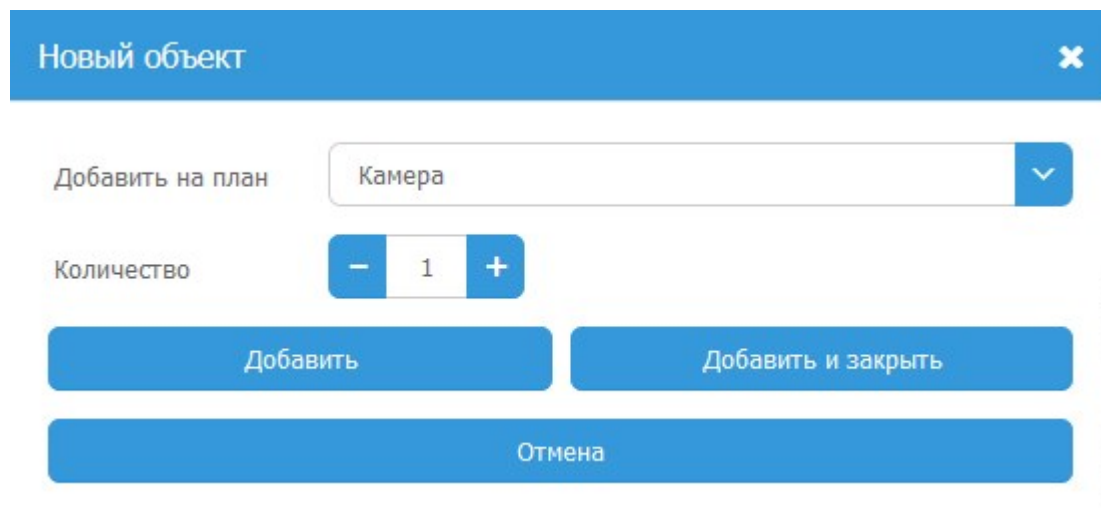 Новый объект
Добавить на план Камера
Количество − 1 +
Добавить Добавить и закрыть
Отмена